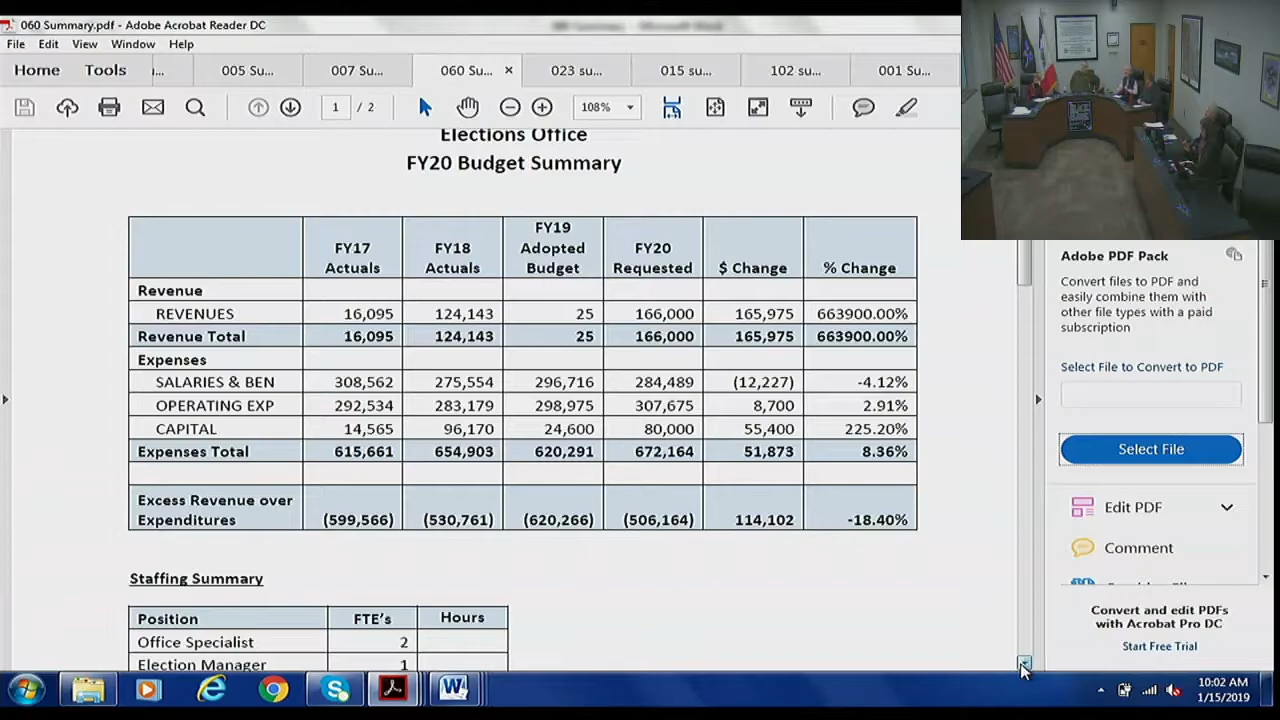 060 Summary.pdf - Adobe Acrobat Reader DC
File Edit View Window Help
Home Tools ... 005 Su... 007 Su... 060 Su... × 023 su... 015 su... 102 su... 001 Su...
1 / 2 108%
Elections Office
FY20 Budget Summary
FY17 Actuals FY18 Actuals FY19 Adopted Budget FY20 Requested $ Change % Change
Revenue
REVENUES 16,095 124,143 25 166,000 165,975 663900.00%
Revenue Total 16,095 124,143 25 166,000 165,975 663900.00%
Expenses
SALARIES & BEN 308,562 275,554 296,716 284,489 (12,227) -4.12%
OPERATING EXP 292,534 283,179 298,975 307,675 8,700 2.91%
CAPITAL 14,565 96,170 24,600 80,000 55,400 225.20%
Expenses Total 615,661 654,903 620,291 672,164 51,873 8.36%
Excess Revenue over
Expenditures (599,566) (530,761) (620,266) (506,164) 114,102 -18.40%
Staffing Summary
Position FTE's Hours
Office Specialist 2
Election Manager 1
Adobe PDF Pack
Convert files to PDF and
easily combine them with
other file types with a paid
subscription
Select File to Convert to PDF
Select File
Edit PDF
Comment
Convert and edit PDFs
with Acrobat Pro DC
Start Free Trial
10:02 AM
1/15/2019